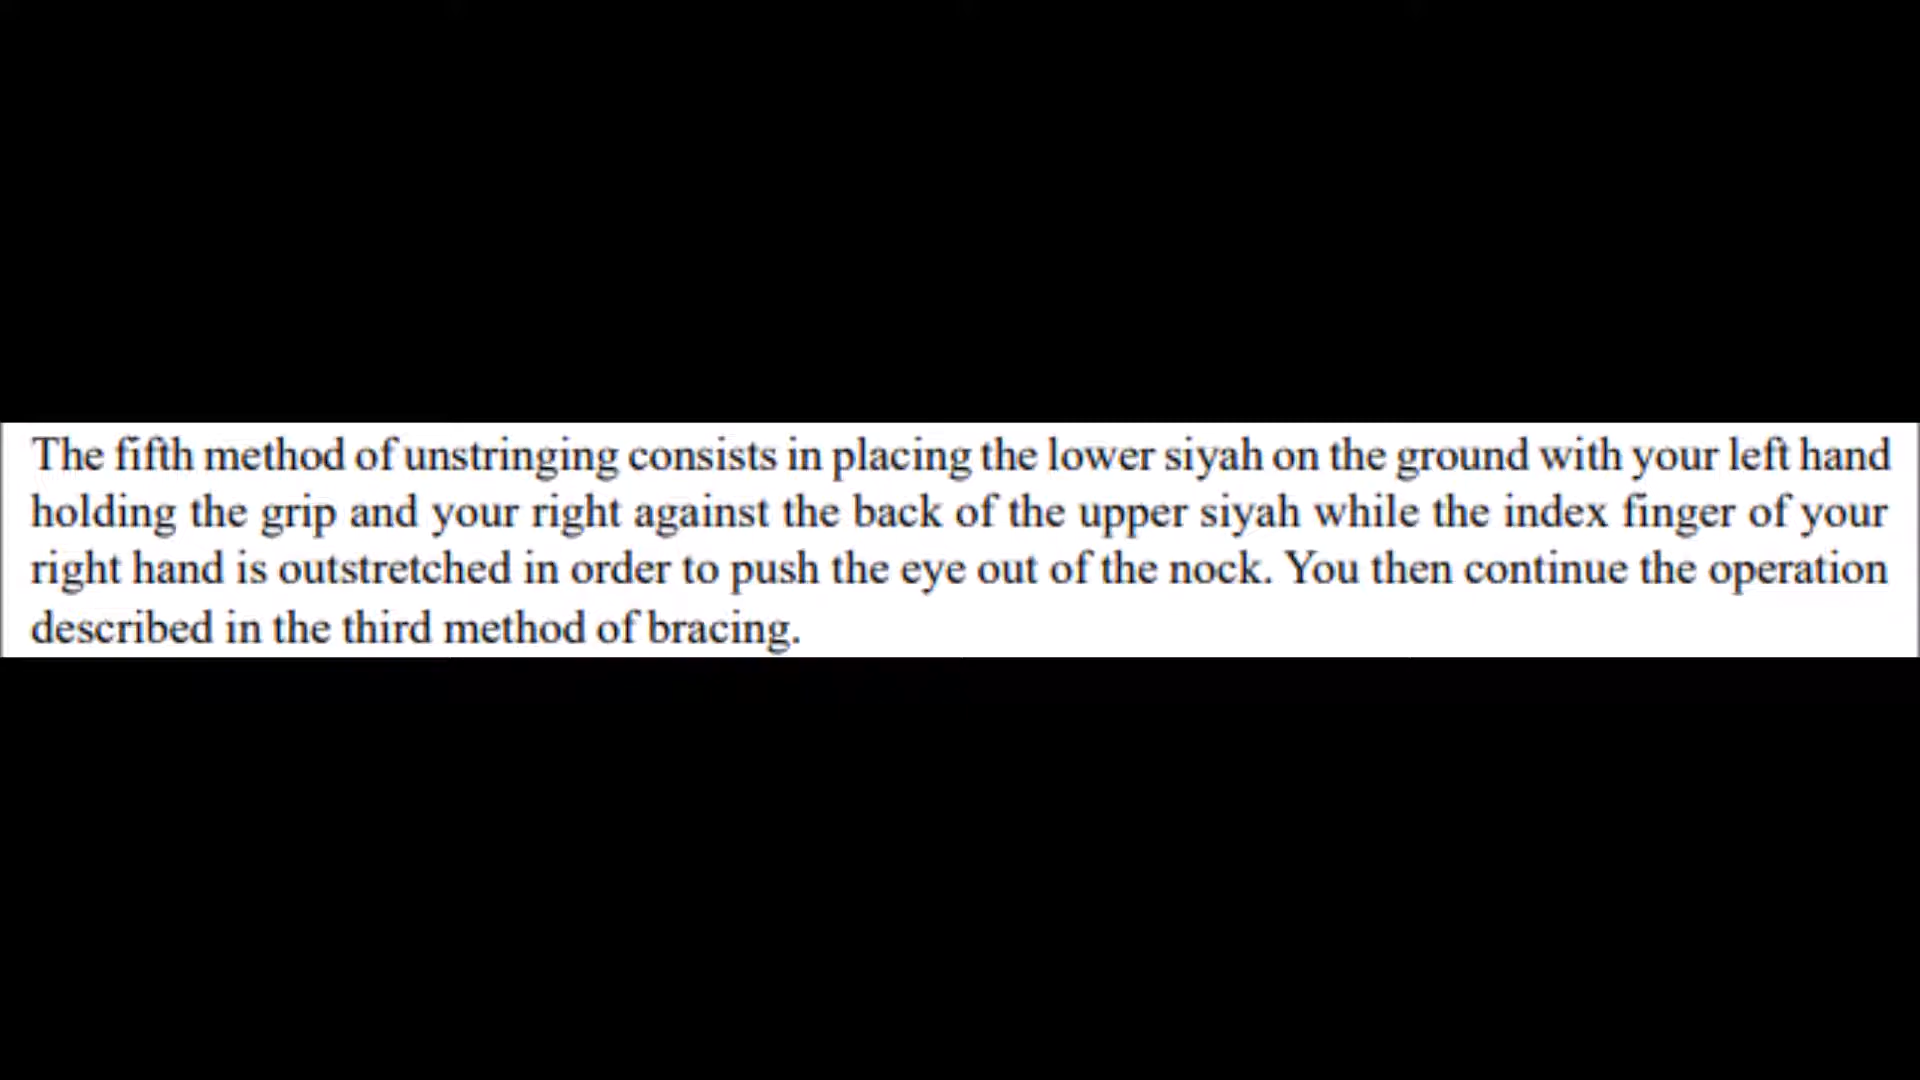 The fifth method of unstringing consists in placing the lower siyah on the ground with your left hand
holding the grip and your right against the back of the upper siyah while the index finger of your
right hand is outstretched in order to push the eye out of the nock. You then continue the operation
described in the third method of bracing.